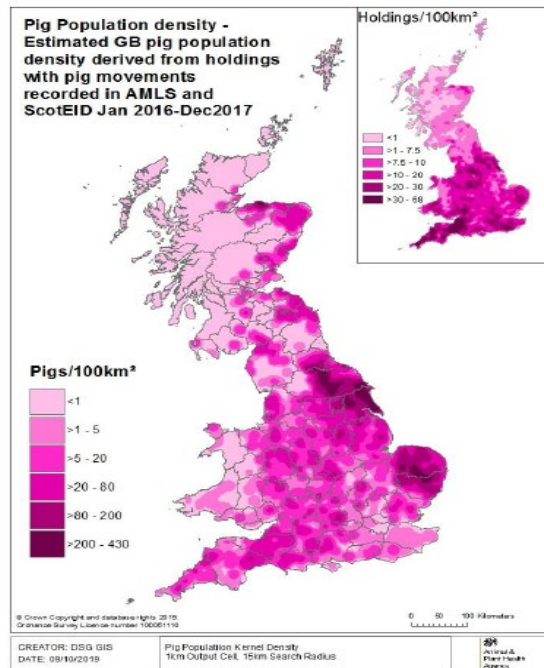 Pig Population density -
Estimated GB pig population
density derived from holdings
with pig movements
recorded in AMLS and
ScotEID Jan 2016-Dec2017
Holdings/100km²
<1
>1 - 7.5
>7.5 - 10
>10 - 20
>20 - 30
>30 - 68
Pigs/100km²
<1
>1 - 5
>5 - 20
>20 - 80
>80 - 200
>200 - 430
© Crown Copyright and database rights 2019.
Ordnance Survey Licence number 100051110
0 50 100 Kilometers
CREATOR: DSG GIS
DATE: 09/10/2019
Pig Population Kernel Density
1km Output Cell, 15km Search Radius
Animal &
Plant Health
Agency